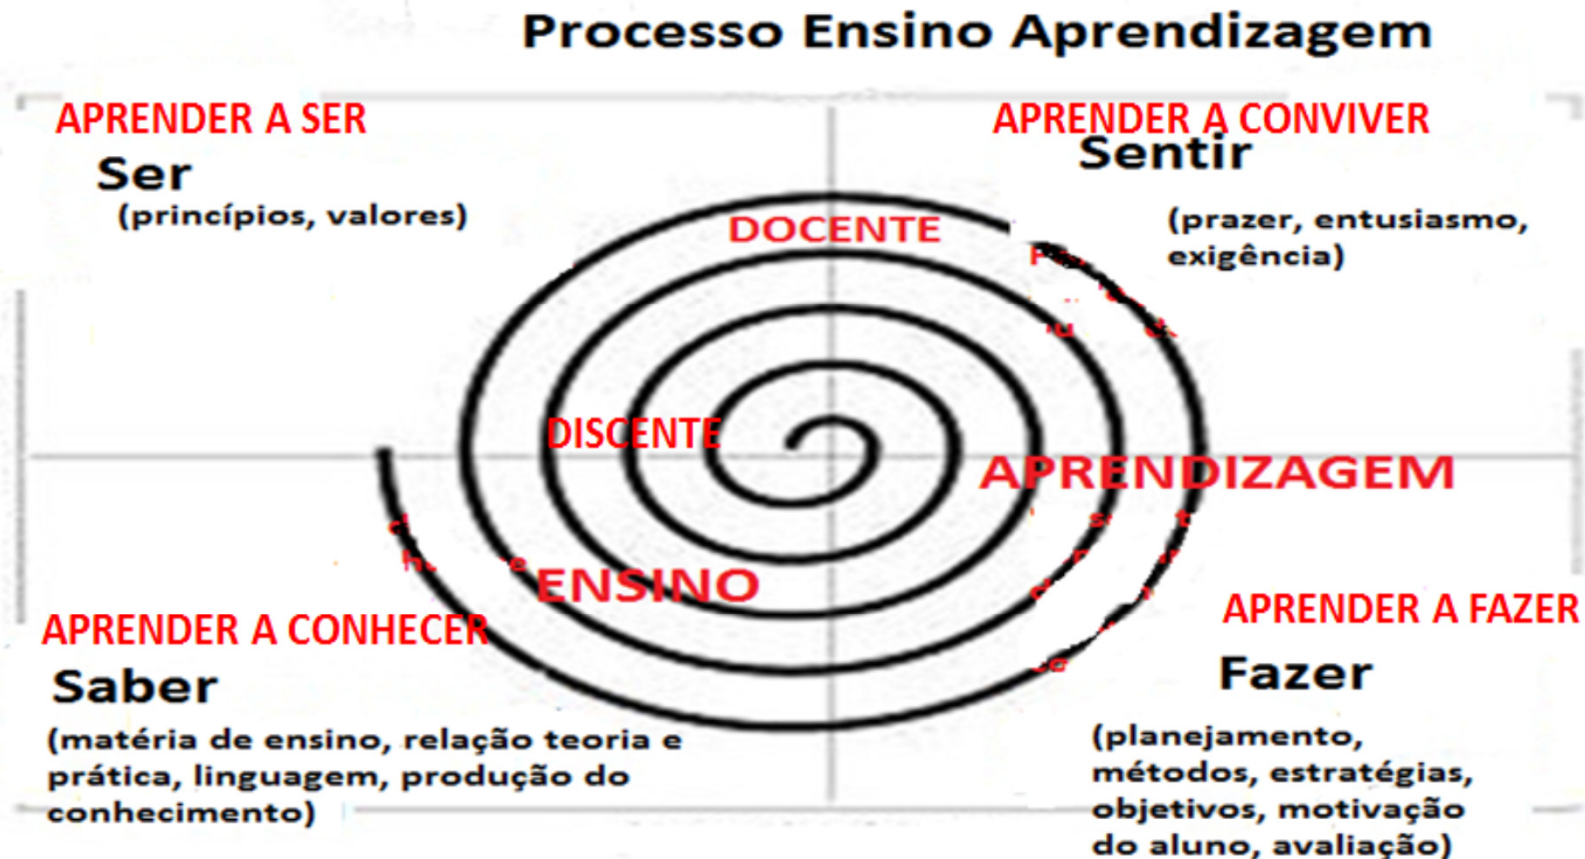 Processo Ensino Aprendizagem
APRENDER A SER
Ser
(princípios, valores)
APRENDER A CONVIVER
Sentir
(prazer, entusiasmo,
exigência)
DOCENTE
DISCENTE
APRENDIZAGEM
ENSINO
APRENDER A CONHECER
Saber
(matéria de ensino, relação teoria e
prática, linguagem, produção do
conhecimento)
APRENDER A FAZER
Fazer
(planejamento,
métodos, estratégias,
objetivos, motivação
do aluno, avaliação)